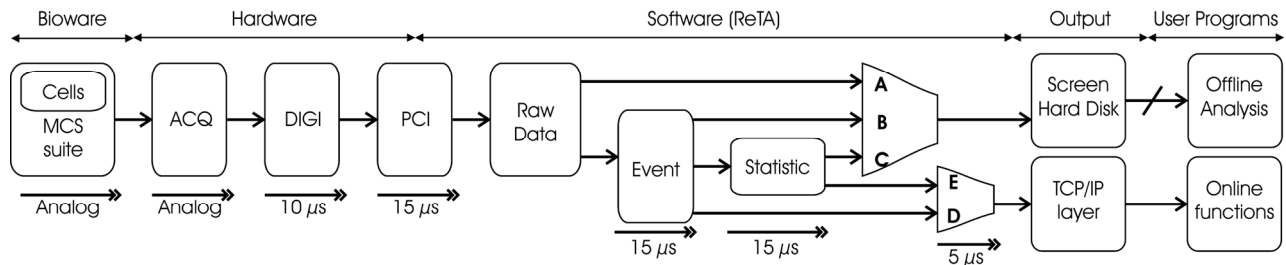 Bioware
Hardware
Software (ReTA)
Output
User Programs
Cells
MCS
suite
ACQ
DIGI
PCI
Raw
Data
Event
Statistic
A
B
C
E
D
Screen
Hard Disk
Offline
Analysis
TCP/IP
layer
Online
functions
Analog
Analog
10 µs
15 µs
15 µs
15 µs
5 µs